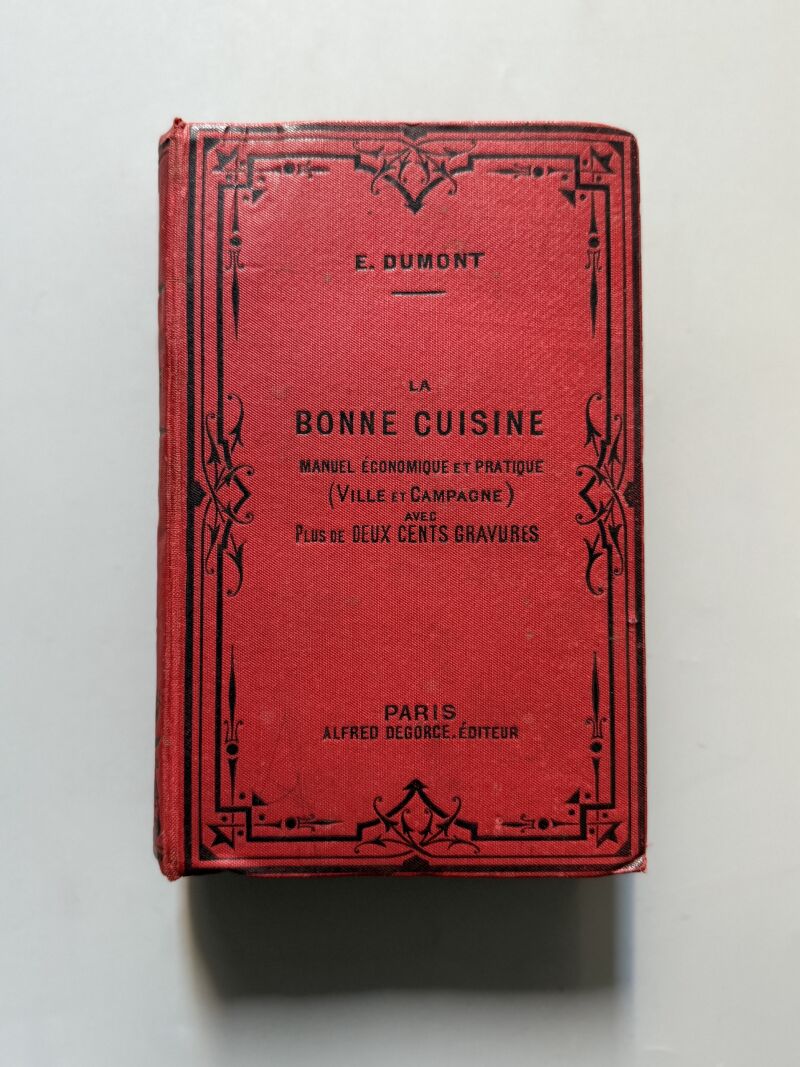 E. DUMONT
LA
BONNE CUISINE
MANUEL ÉCONOMIQUE ET PRATIQUE
(VILLE ET CAMPAGNE)
AVEC
PLUS DE DEUX CENTS GRAVURES
PARIS
ALFRED DEGORCE. ÉDITEUR